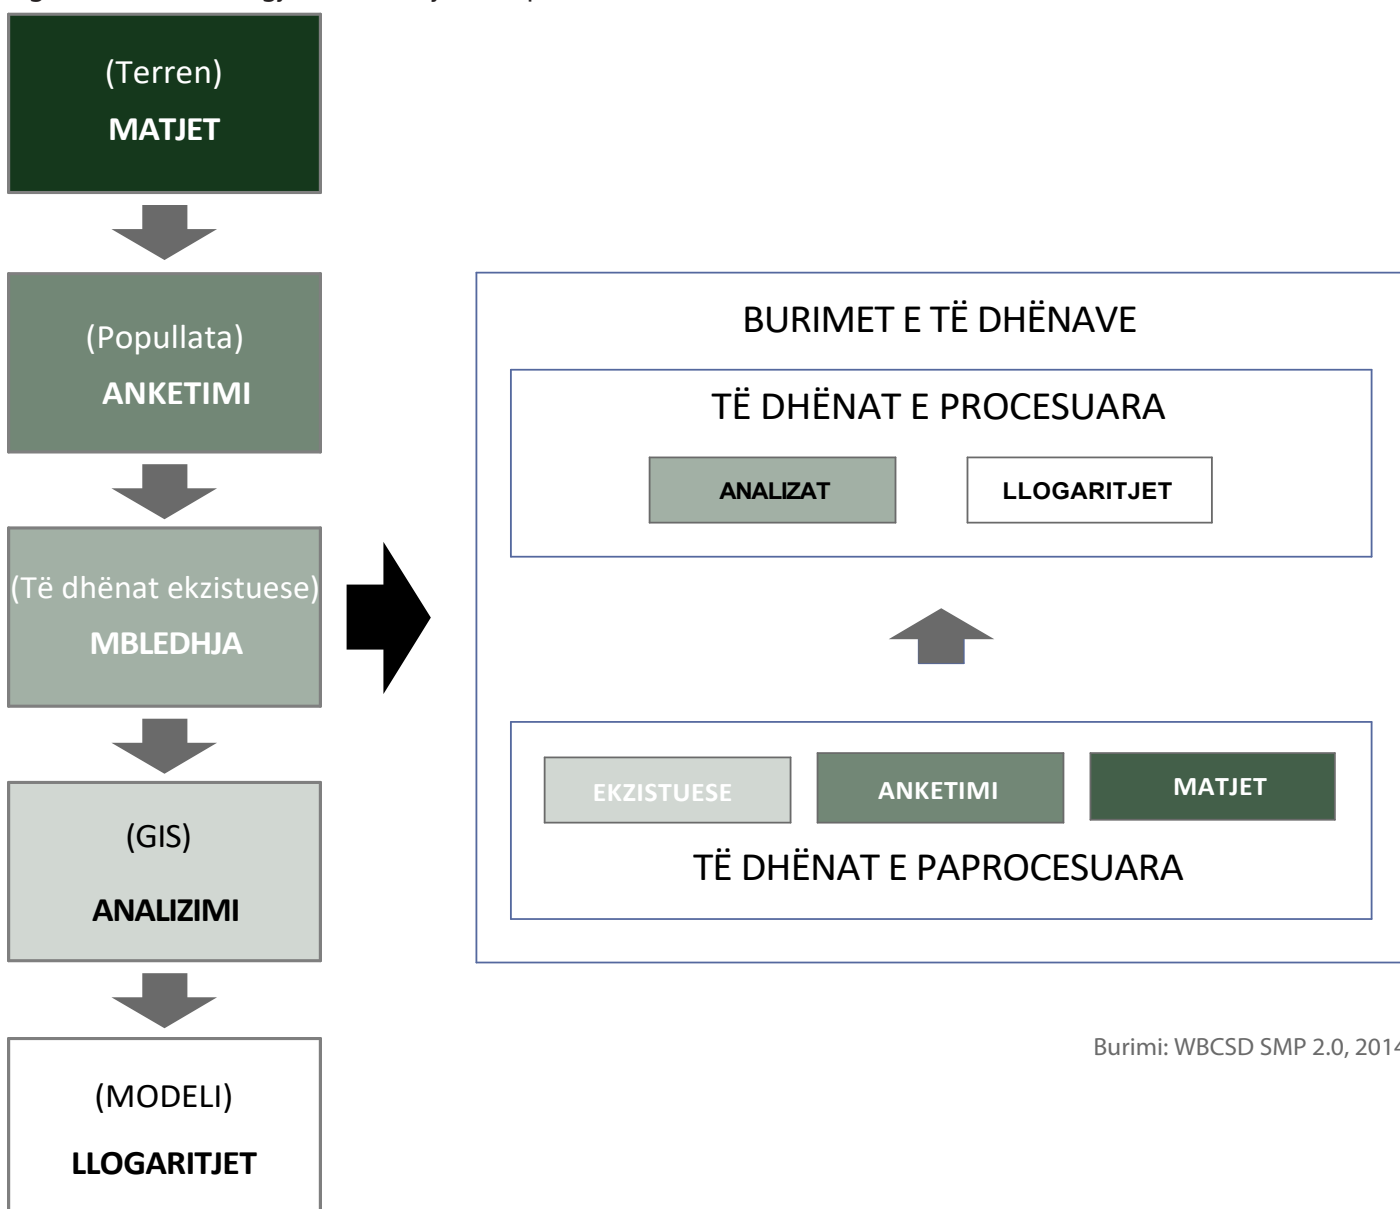 (Terren)
MATJET
(Popullata)
ANKETIMI
(Të dhënat ekzistuese)
MBLEDHJA
(GIS)
ANALIZIMI
(MODELI)
LLOGARITJET
BURIMET E TË DHËNAVE
TË DHËNAT E PROCESUARA
ANALIZAT
LLOGARITJET
EKZISTUESE
ANKETIMI
MATJET
TË DHËNAT E PAPROCESUARA
Burimi: WBCSD SMP 2.0, 2014